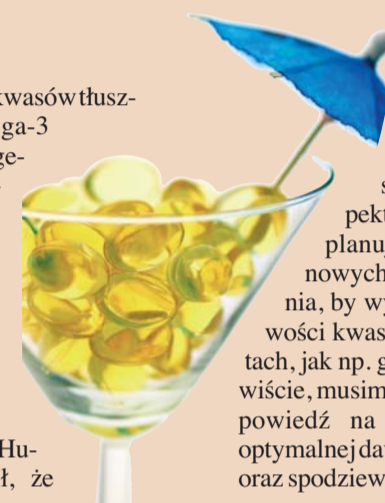 kwasów tłusz-
ga-3
ge-
Hu-
ł, że
s
pekt
planu
nowych
nia, by wy
wości kwas
tach, jak np. g
wiście, musim
powiedź na
optymalnej da
oraz spodziew